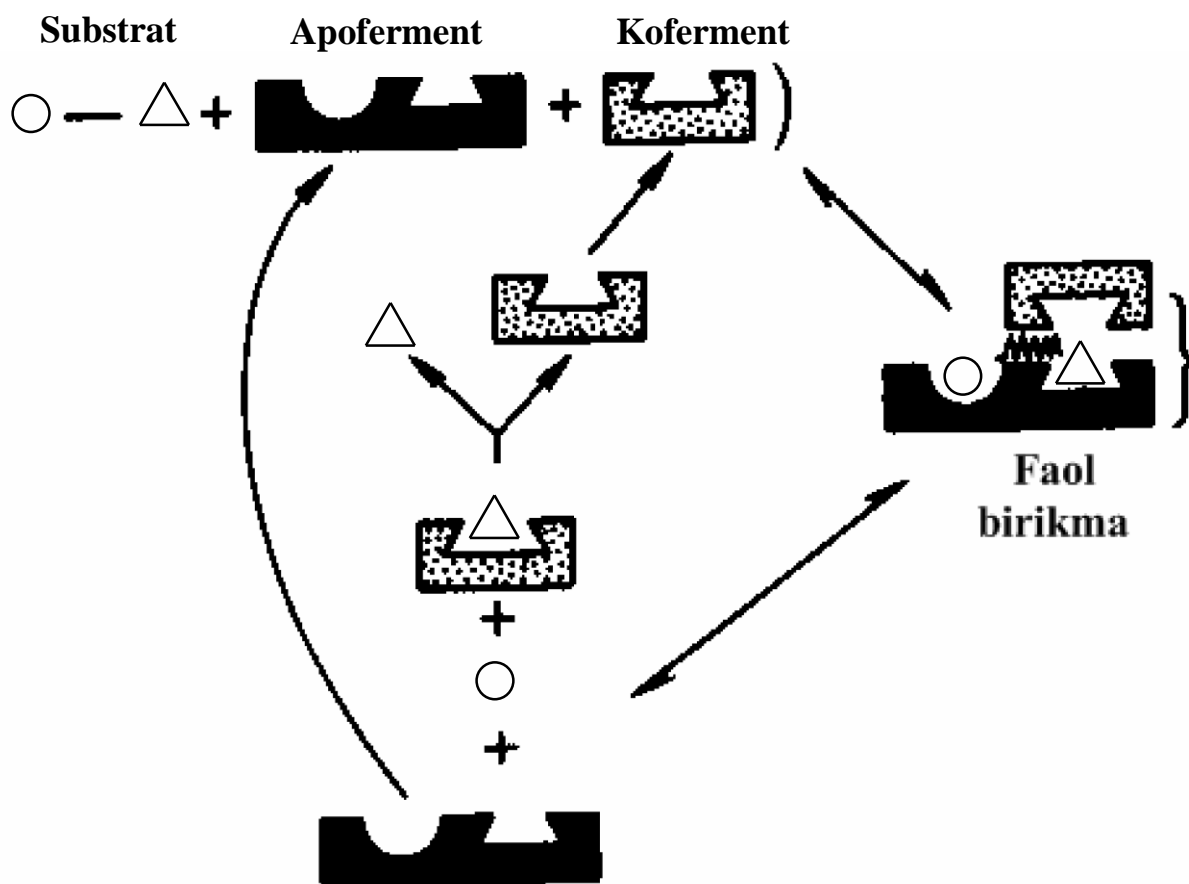 Substrat Apoferment Koferment
+ + )
+
+
Faol
birikma